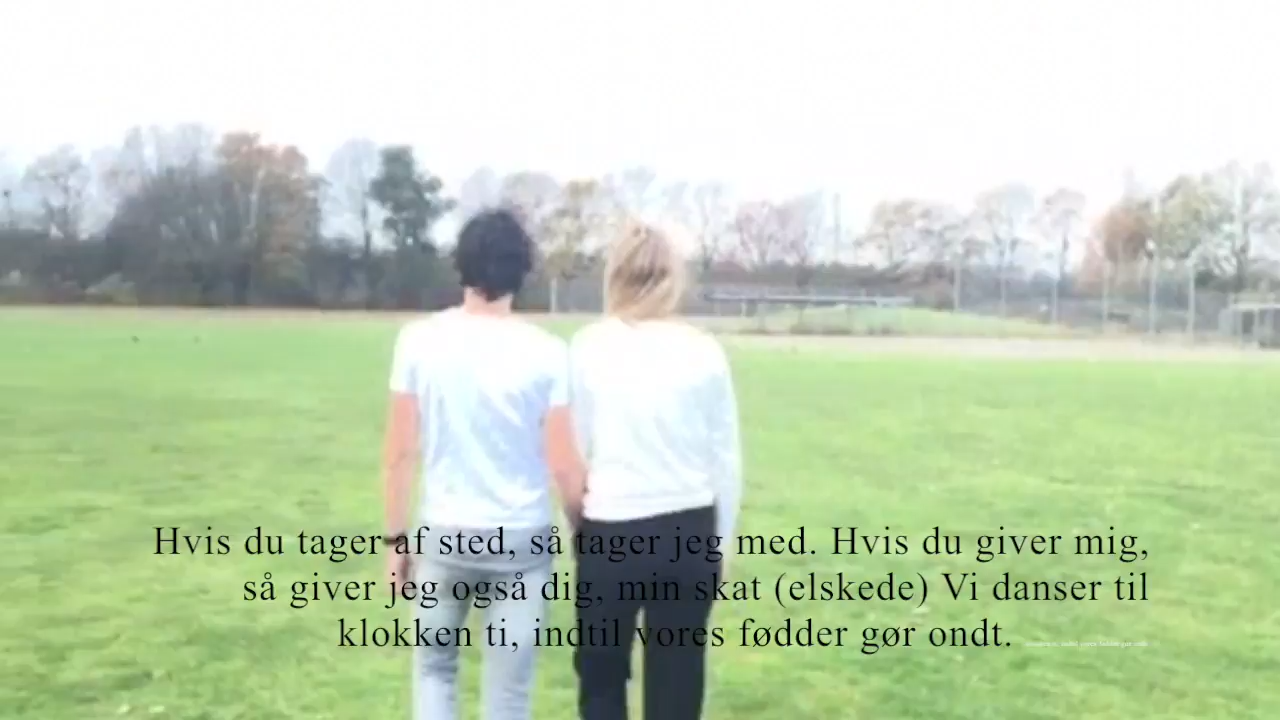 Hvis du tager af sted, så tager jeg med. Hvis du giver mig,
så giver jeg også dig, min skat (elskede) Vi danser til
klokken ti, indtil vores fødder gør ondt.